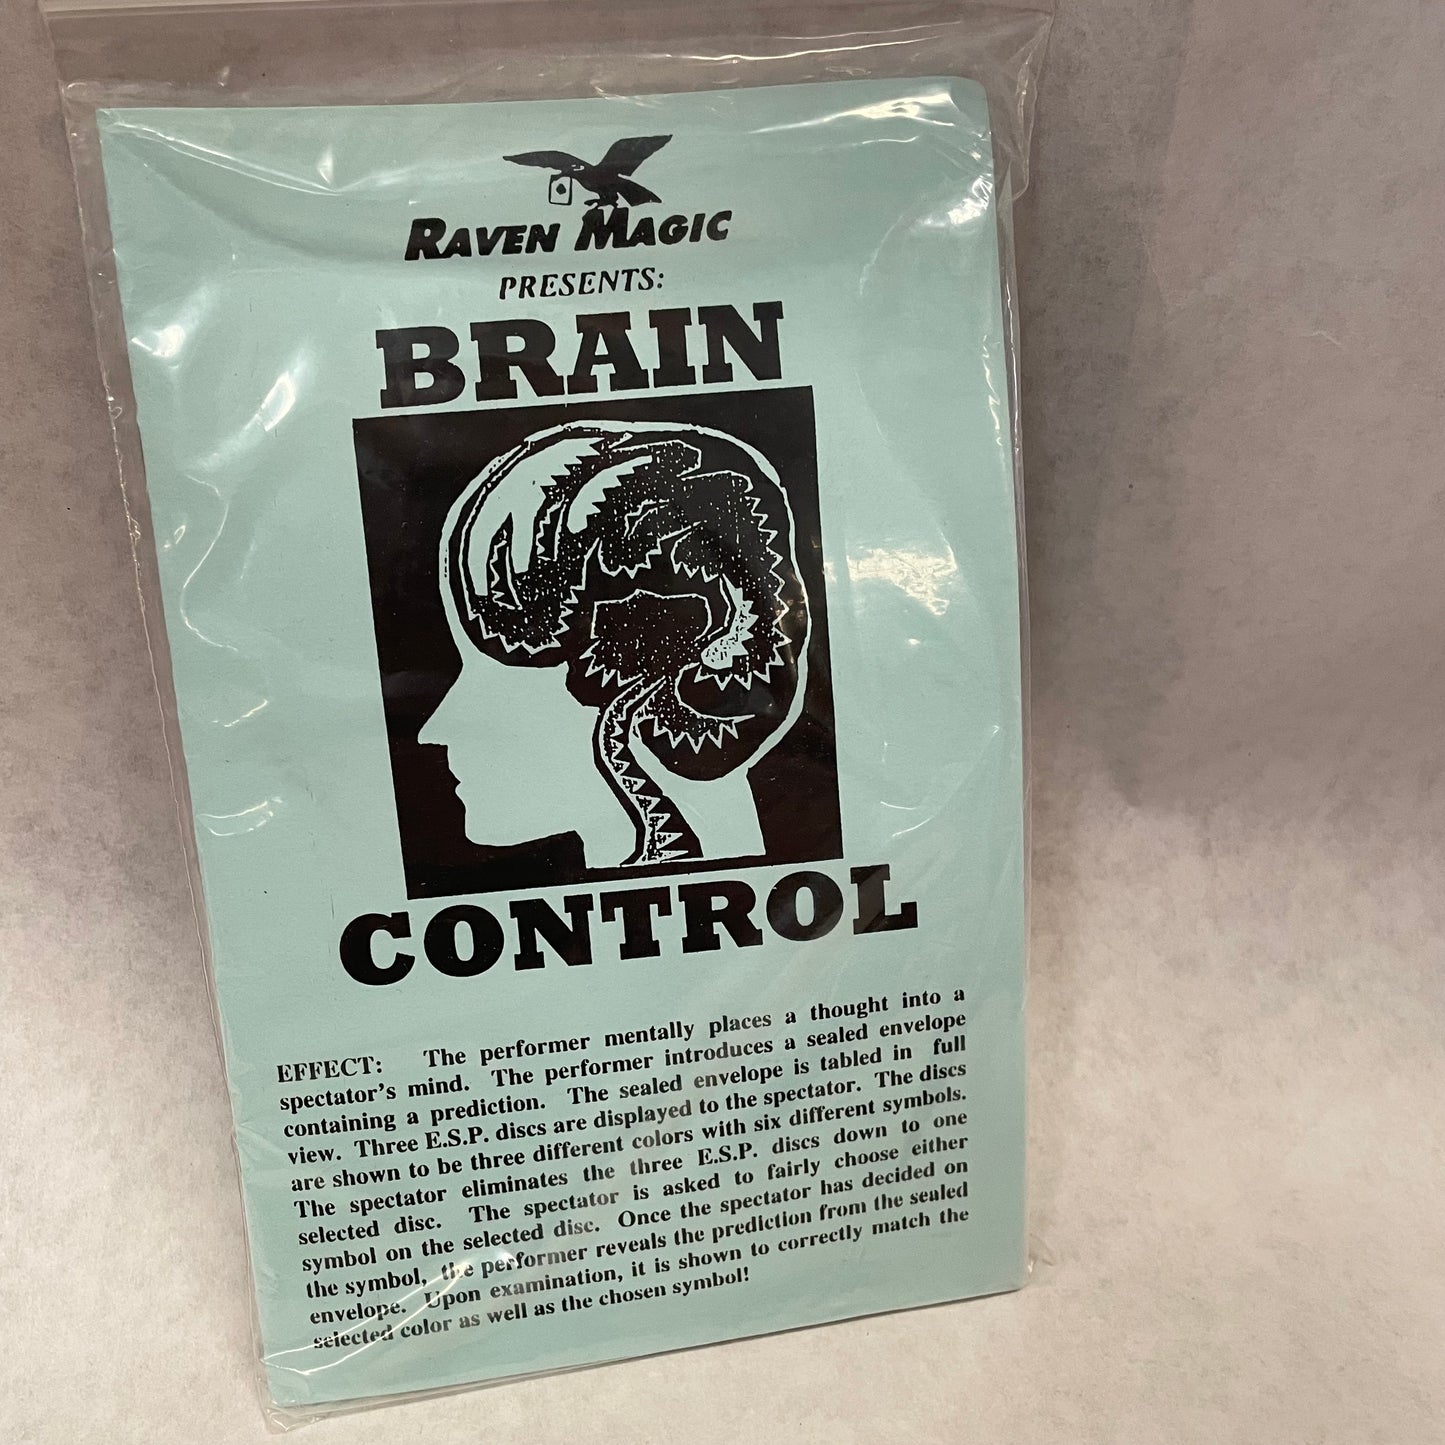 RAVEN MAGIC
PRESENTS:
BRAIN
CONTROL
EFFECT: The performer mentally places a thought into a
spectator's mind. The performer introduces a sealed envelope
containing a prediction. The sealed envelope is tabled in full
view. Three E.S.P. discs are displayed to the spectator. The discs
are shown to be three different colors with six different symbols.
The spectator eliminates the three E.S.P. discs down to one
selected disc. The spectator is asked to fairly choose either
symbol on the selected disc. Once the spectator has decided on
the symbol, the performer reveals the prediction from the sealed
envelope. Upon examination, it is shown to correctly match the
selected color as well as the chosen symbol!